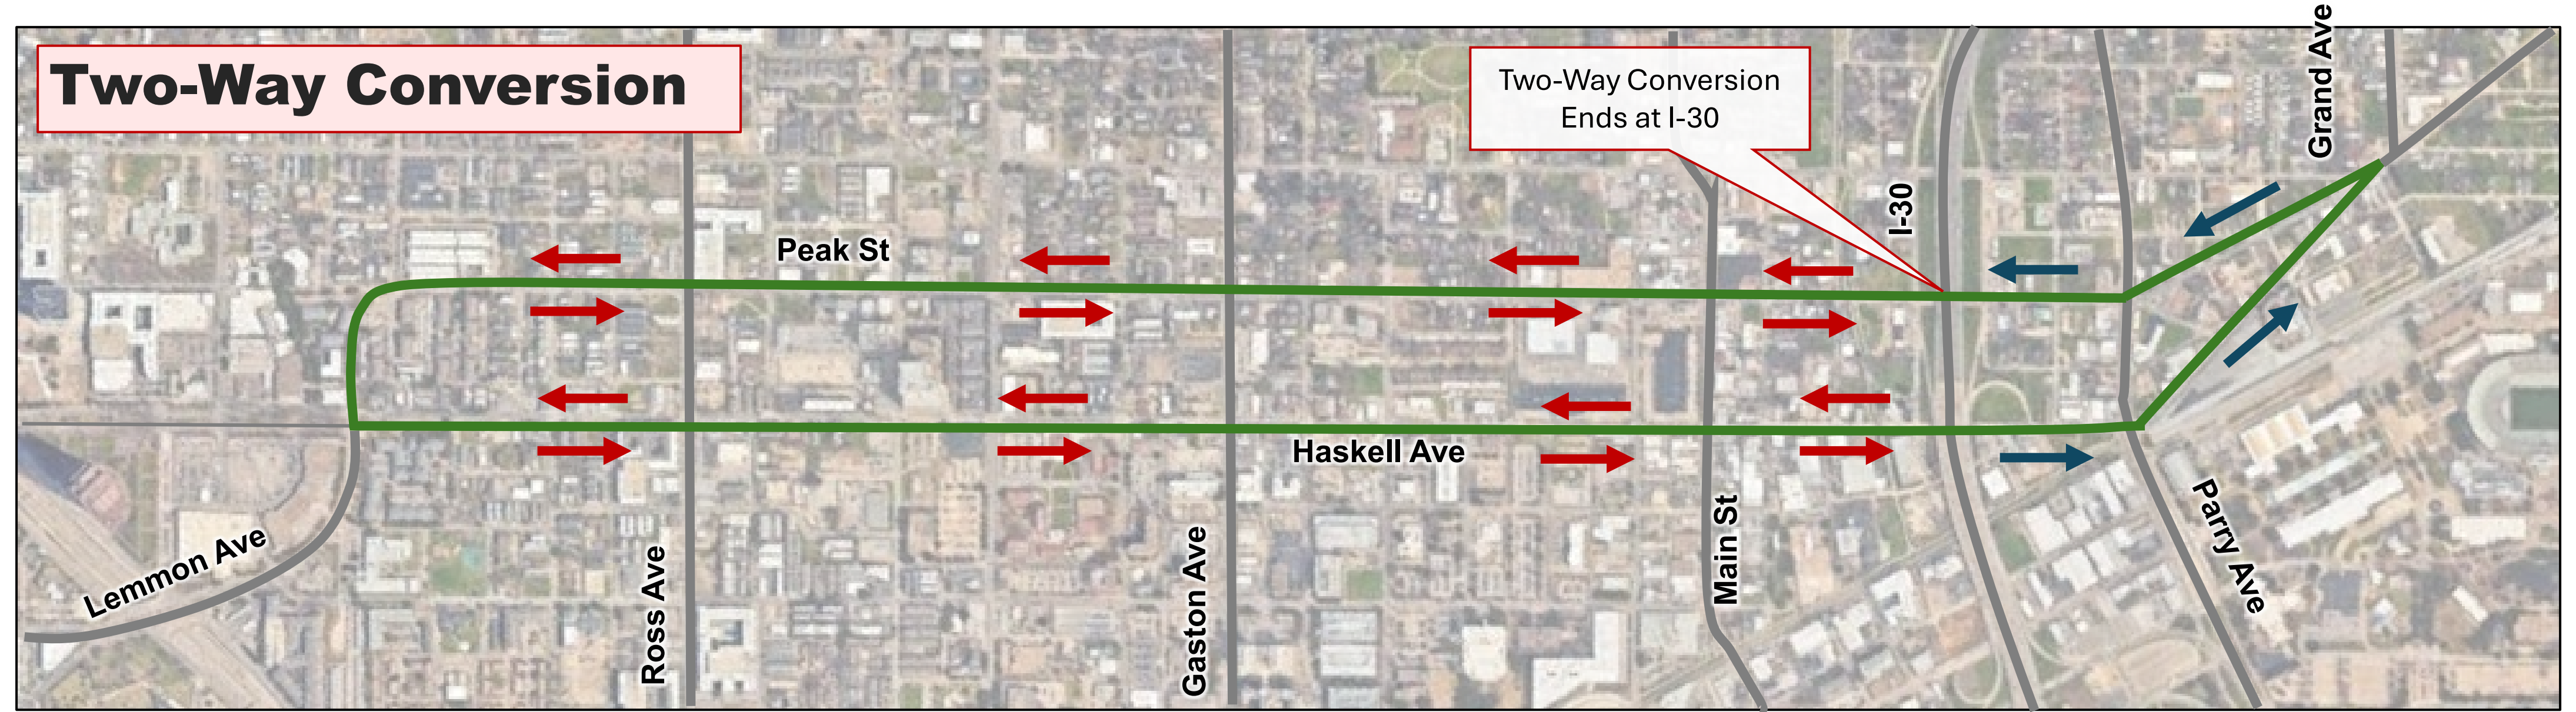 Two-Way Conversion
Two-Way Conversion
Ends at I-30
Grand Ave
I-30
Peak St
Haskell Ave
Lemmon Ave
Ross Ave
Gaston Ave
Main St
Parry Ave